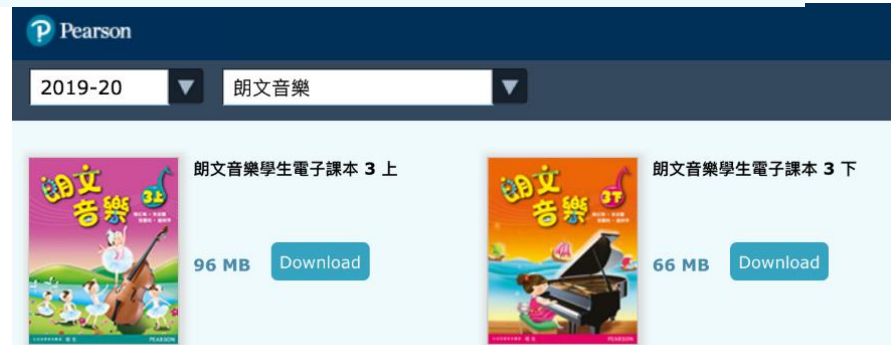 Pearson
2019-20
朗文音樂
朗文音樂學生電子課本 3 上
朗文音樂學生電子課本 3 下
朗文
音樂
3上
朗文
音樂
3下
96 MB
Download
66 MB
Download
PEARSON
PEARSON